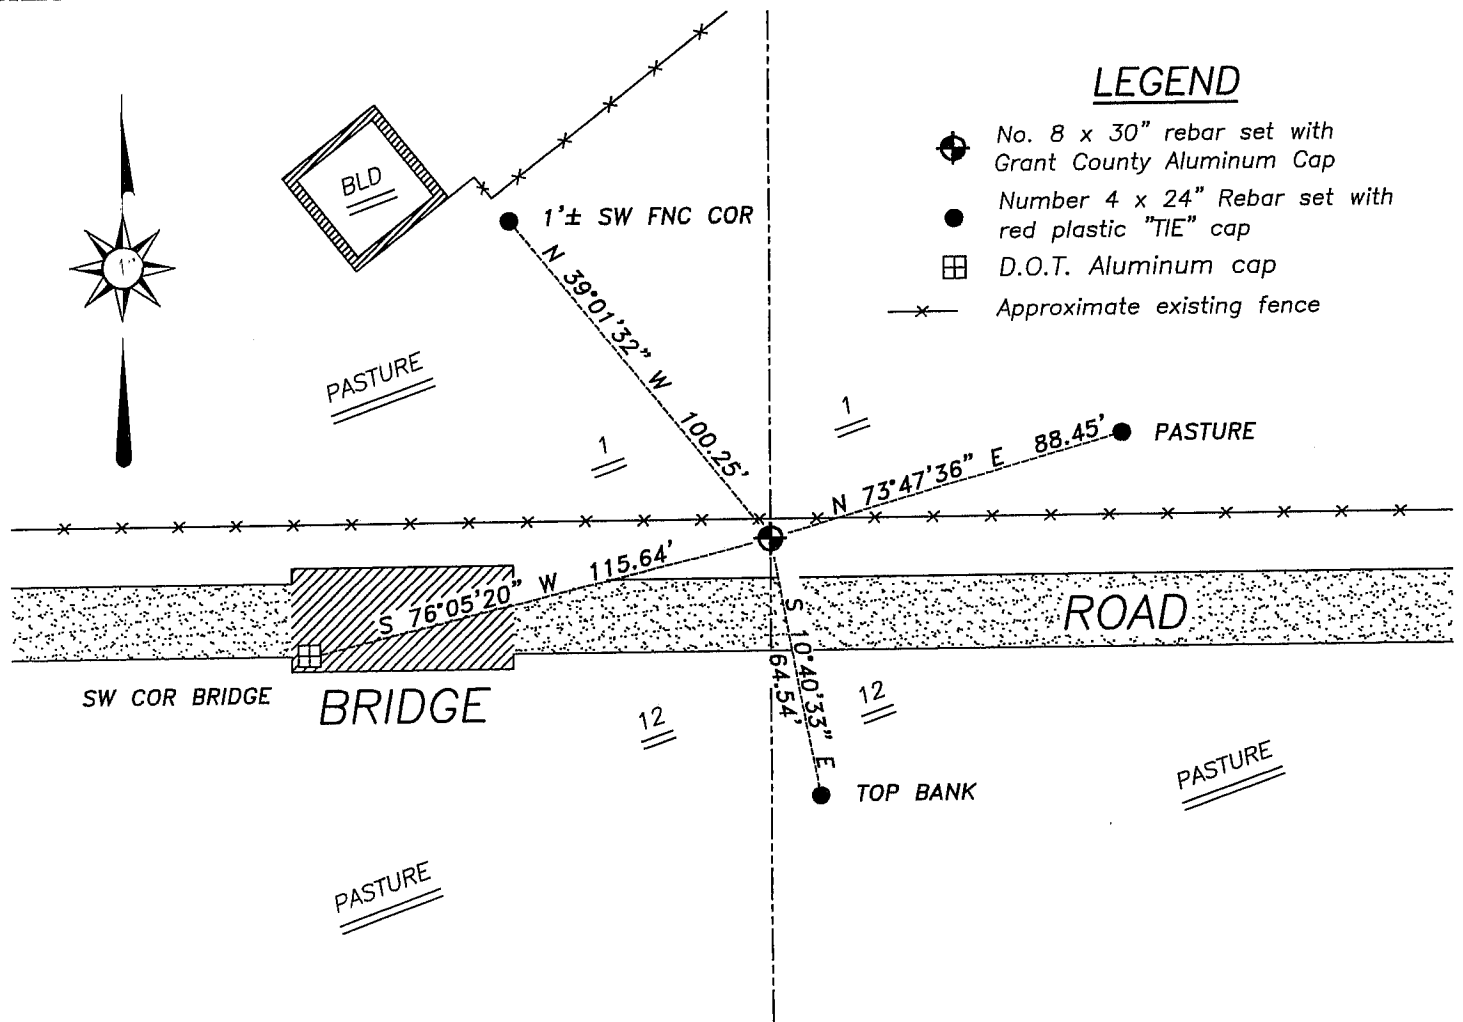 LEGEND
No. 8 x 30" rebar set with
Grant County Aluminum Cap
Number 4 x 24" Rebar set with
red plastic "TIE" cap
D.O.T. Aluminum cap
Approximate existing fence
BLD
1'± SW FNC COR
N 39°01'32" W 100.25'
PASTURE
1
1
N 73°47'36" E 88.45'
PASTURE
S 76°05'20" W 115.64'
ROAD
S 10°40'33" E
64.54'
SW COR BRIDGE
BRIDGE
12
12
TOP BANK
PASTURE
PASTURE